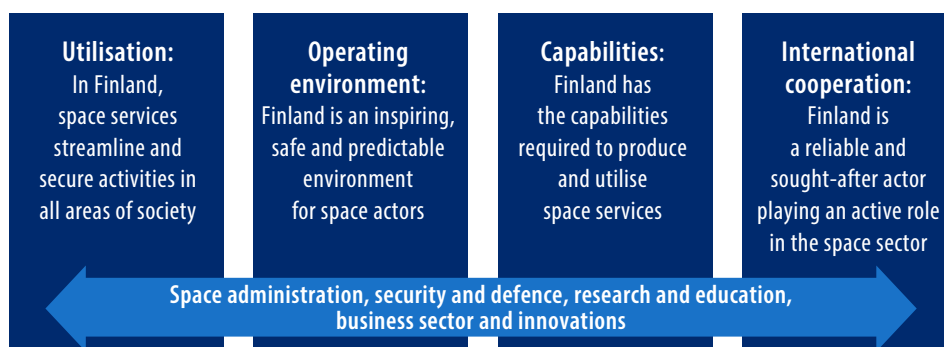 Utilisation:
In Finland,
space services
streamline and
secure activities in
all areas of society
Operating
environment:
Finland is an inspiring,
safe and predictable
environment
for space actors
Capabilities:
Finland has
the capabilities
required to produce
and utilise
space services
International
cooperation:
Finland is
a reliable and
sought-after actor
playing an active role
in the space sector
Space administration, security and defence, research and education,
business sector and innovations